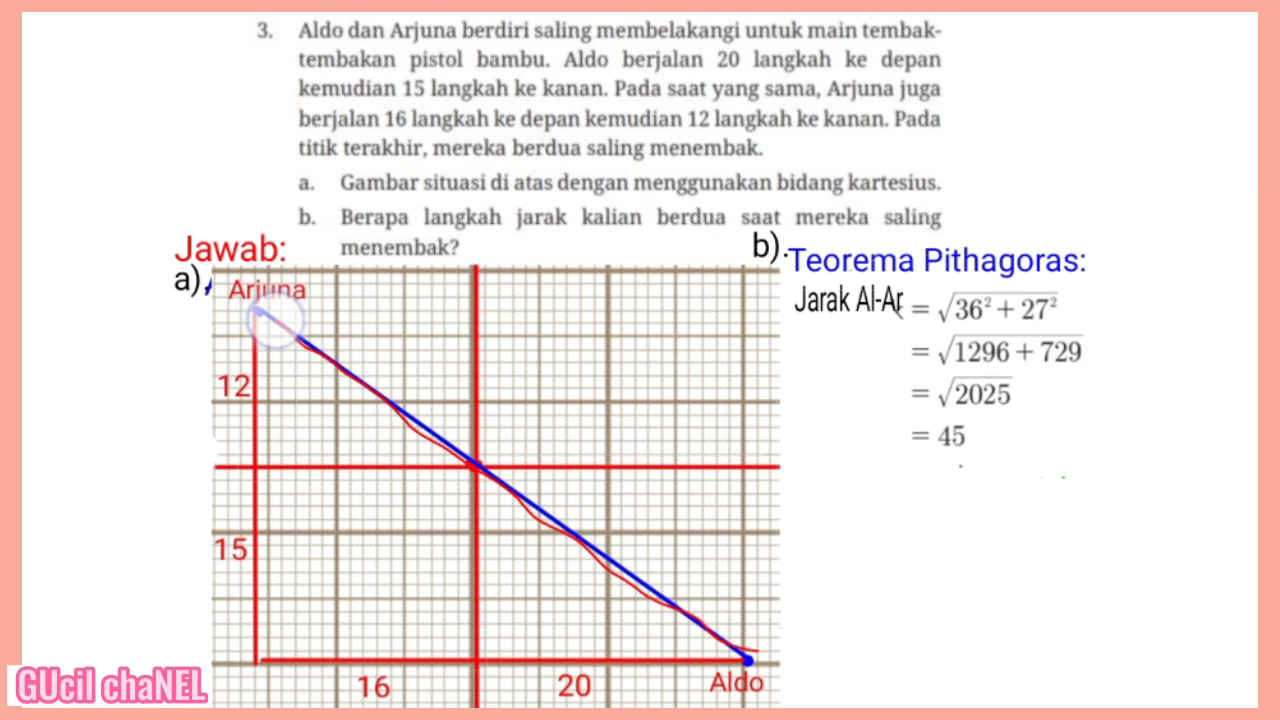 3. Aldo dan Arjuna berdiri saling membelakangi untuk main tembak-
tembakan pistol bambu. Aldo berjalan 20 langkah ke depan
kemudian 15 langkah ke kanan. Pada saat yang sama, Arjuna juga
berjalan 16 langkah ke depan kemudian 12 langkah ke kanan. Pada
titik terakhir, mereka berdua saling menembak.
a. Gambar situasi di atas dengan menggunakan bidang kartesius.
b. Berapa langkah jarak kalian berdua saat mereka saling
menembak?
Jawab:
a).
Arjuna
12
15
16
20
Aldo
b).
Teorema Pithagoras:
Jarak Al-Ar = √36² + 27²
= √1296 + 729
= √2025
= 45
GUcil chaNEL